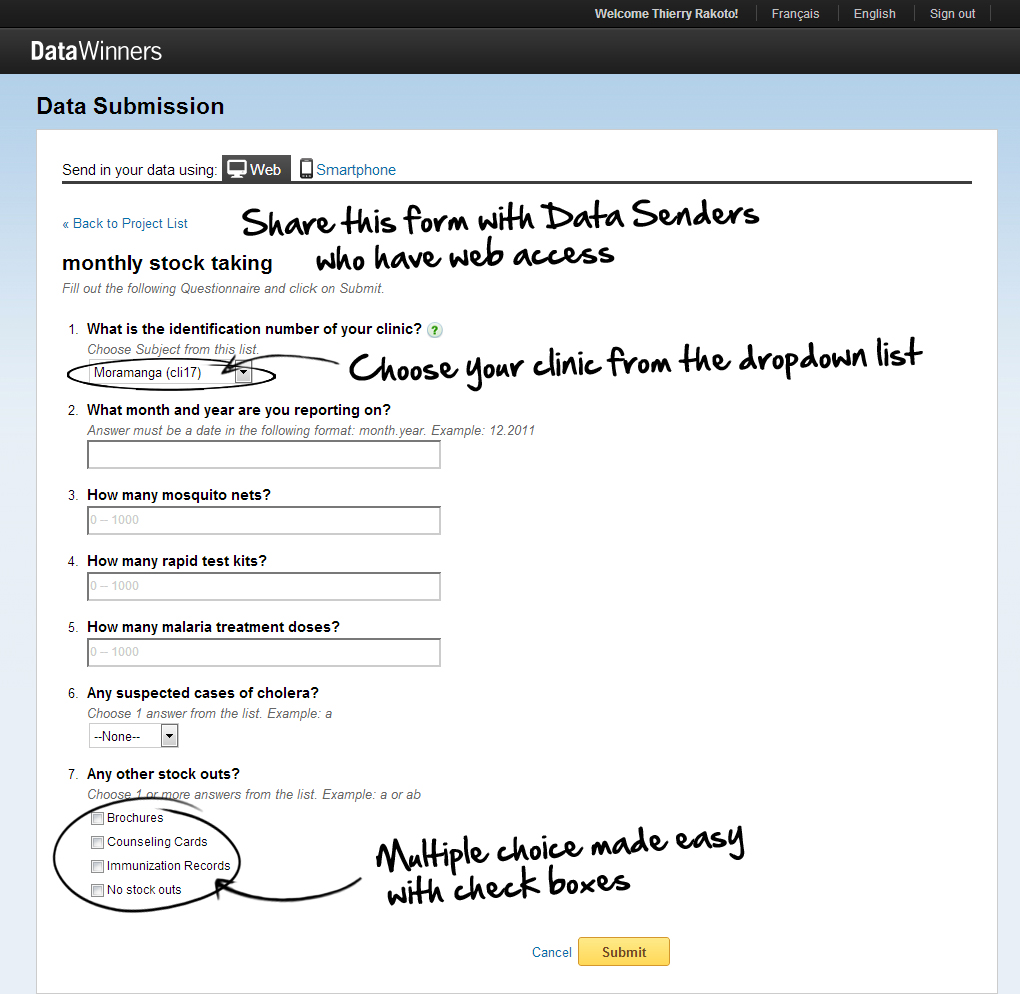 Welcome Thierry Rakoto! Français English Sign out
DataWinners
Data Submission
Send in your data using: Web Smartphone
« Back to Project List
Share this form with Data Senders
who have web access
monthly stock taking
Fill out the following Questionnaire and click on Submit.
1. What is the identification number of your clinic? ?
Choose Subject from this list.
Moramanga (cli17)
Choose your clinic from the dropdown list
2. What month and year are you reporting on?
Answer must be a date in the following format: month.year. Example: 12.2011
3. How many mosquito nets?
0 – 1000
4. How many rapid test kits?
0 – 1000
5. How many malaria treatment doses?
0 – 1000
6. Any suspected cases of cholera?
Choose 1 answer from the list. Example: a
--None--
7. Any other stock outs?
Choose 1 or more answers from the list. Example: a or ab
Brochures
Counseling Cards
Immunization Records
No stock outs
Multiple choice made easy
with check boxes
Cancel Submit